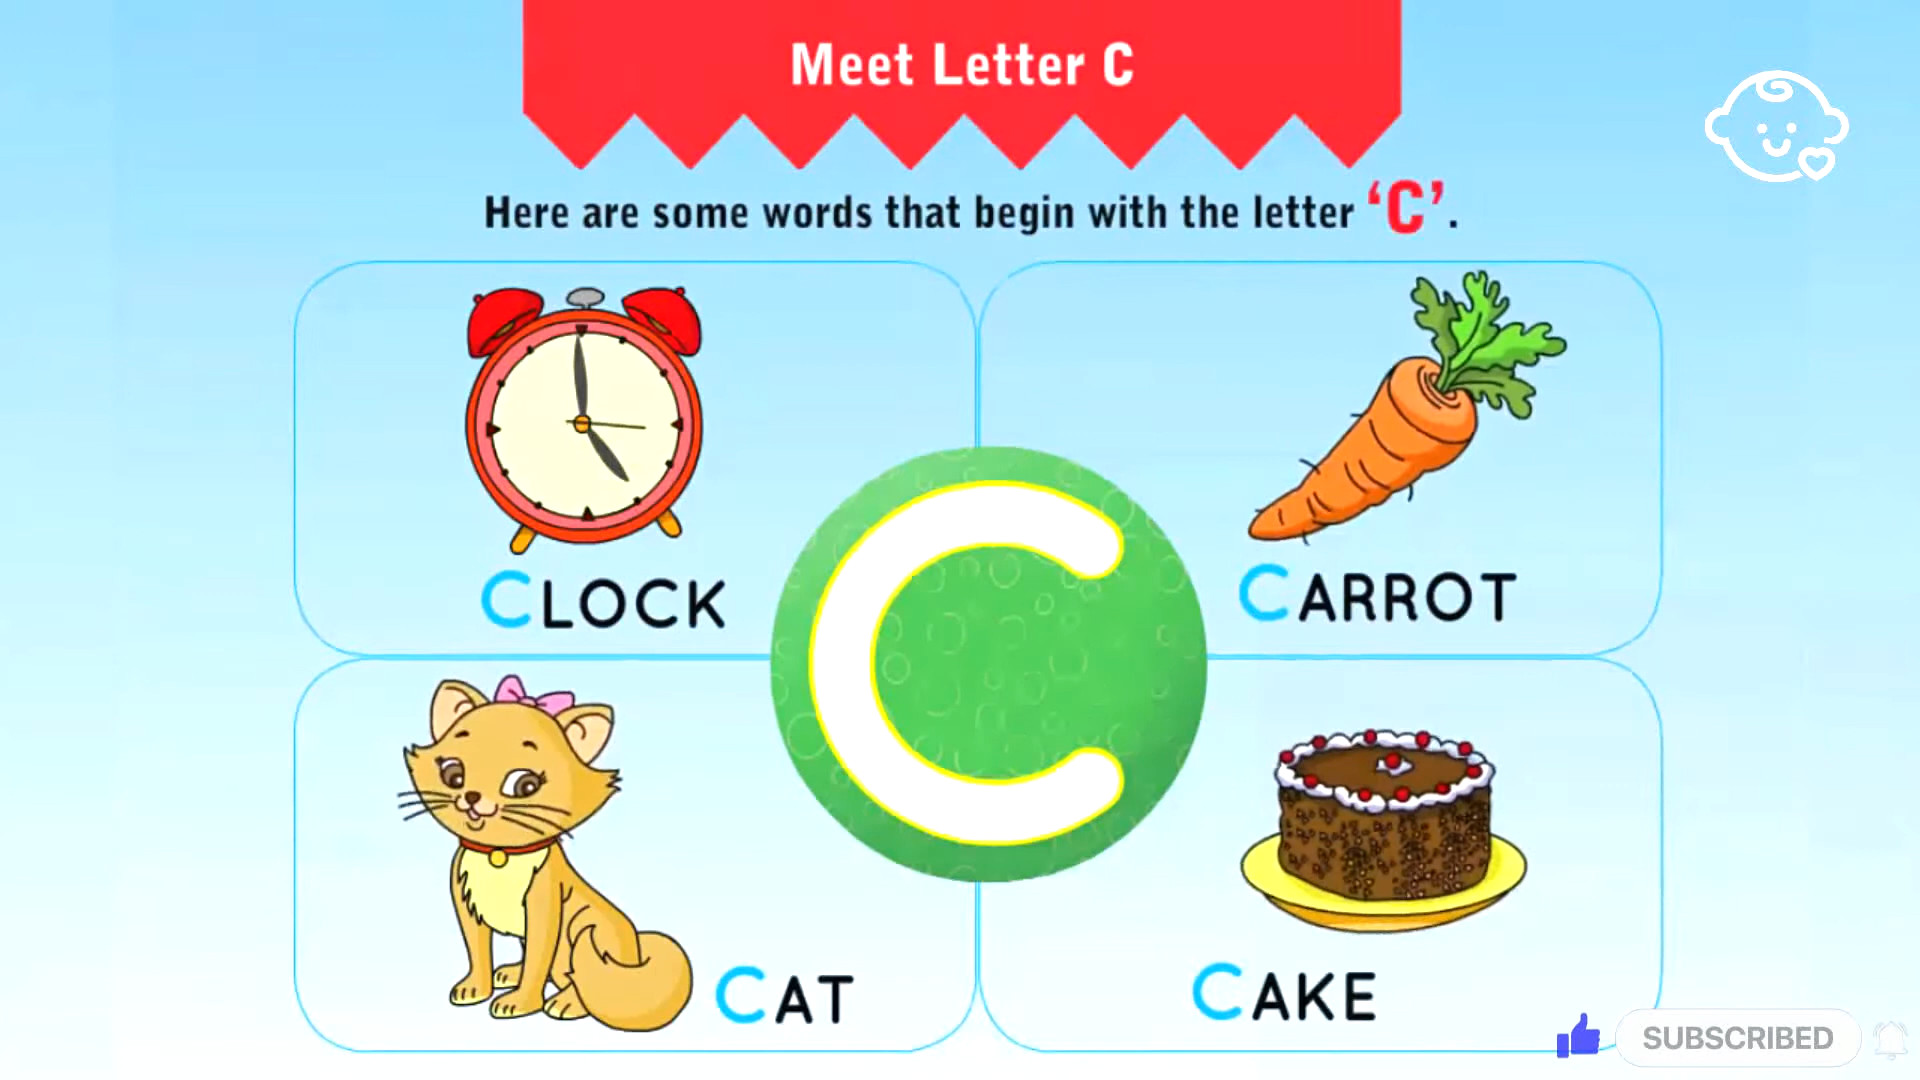 Meet Letter C
Here are some words that begin with the letter ‘C’.
CLOCK
CARROT
C
CAT
CAKE
SUBSCRIBED